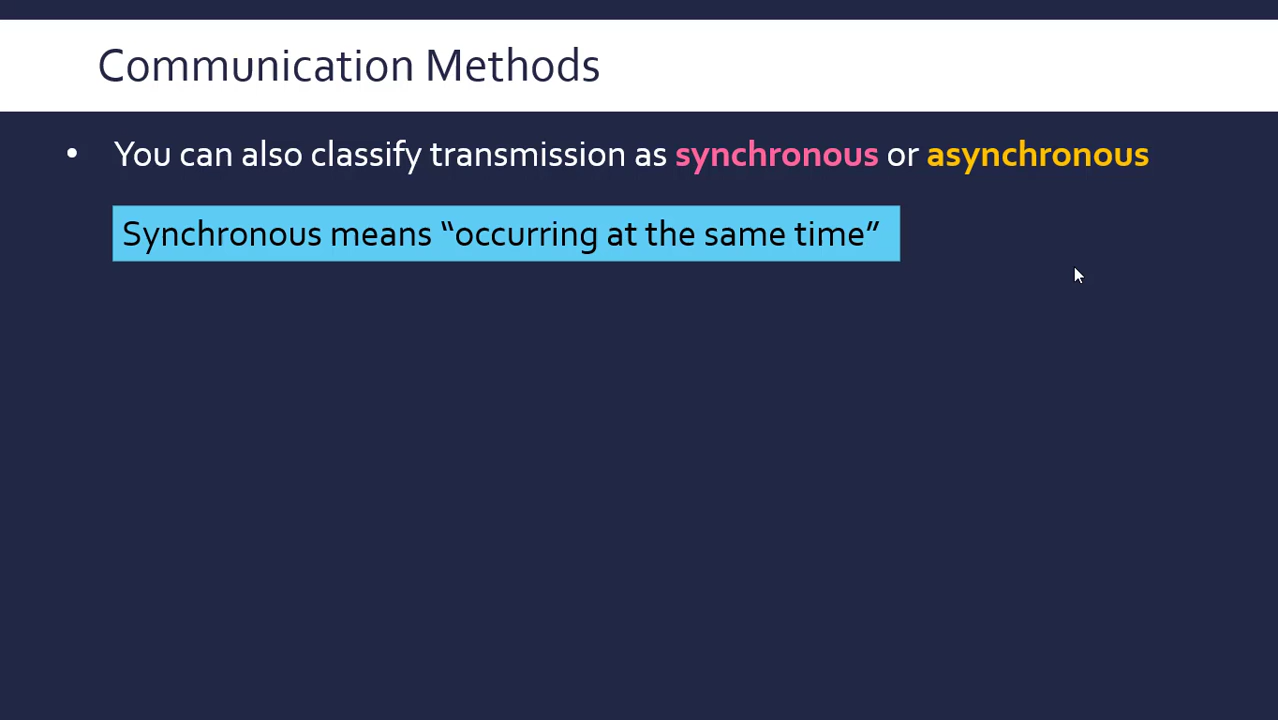 Communication Methods
• You can also classify transmission as synchronous or asynchronous
Synchronous means “occurring at the same time”